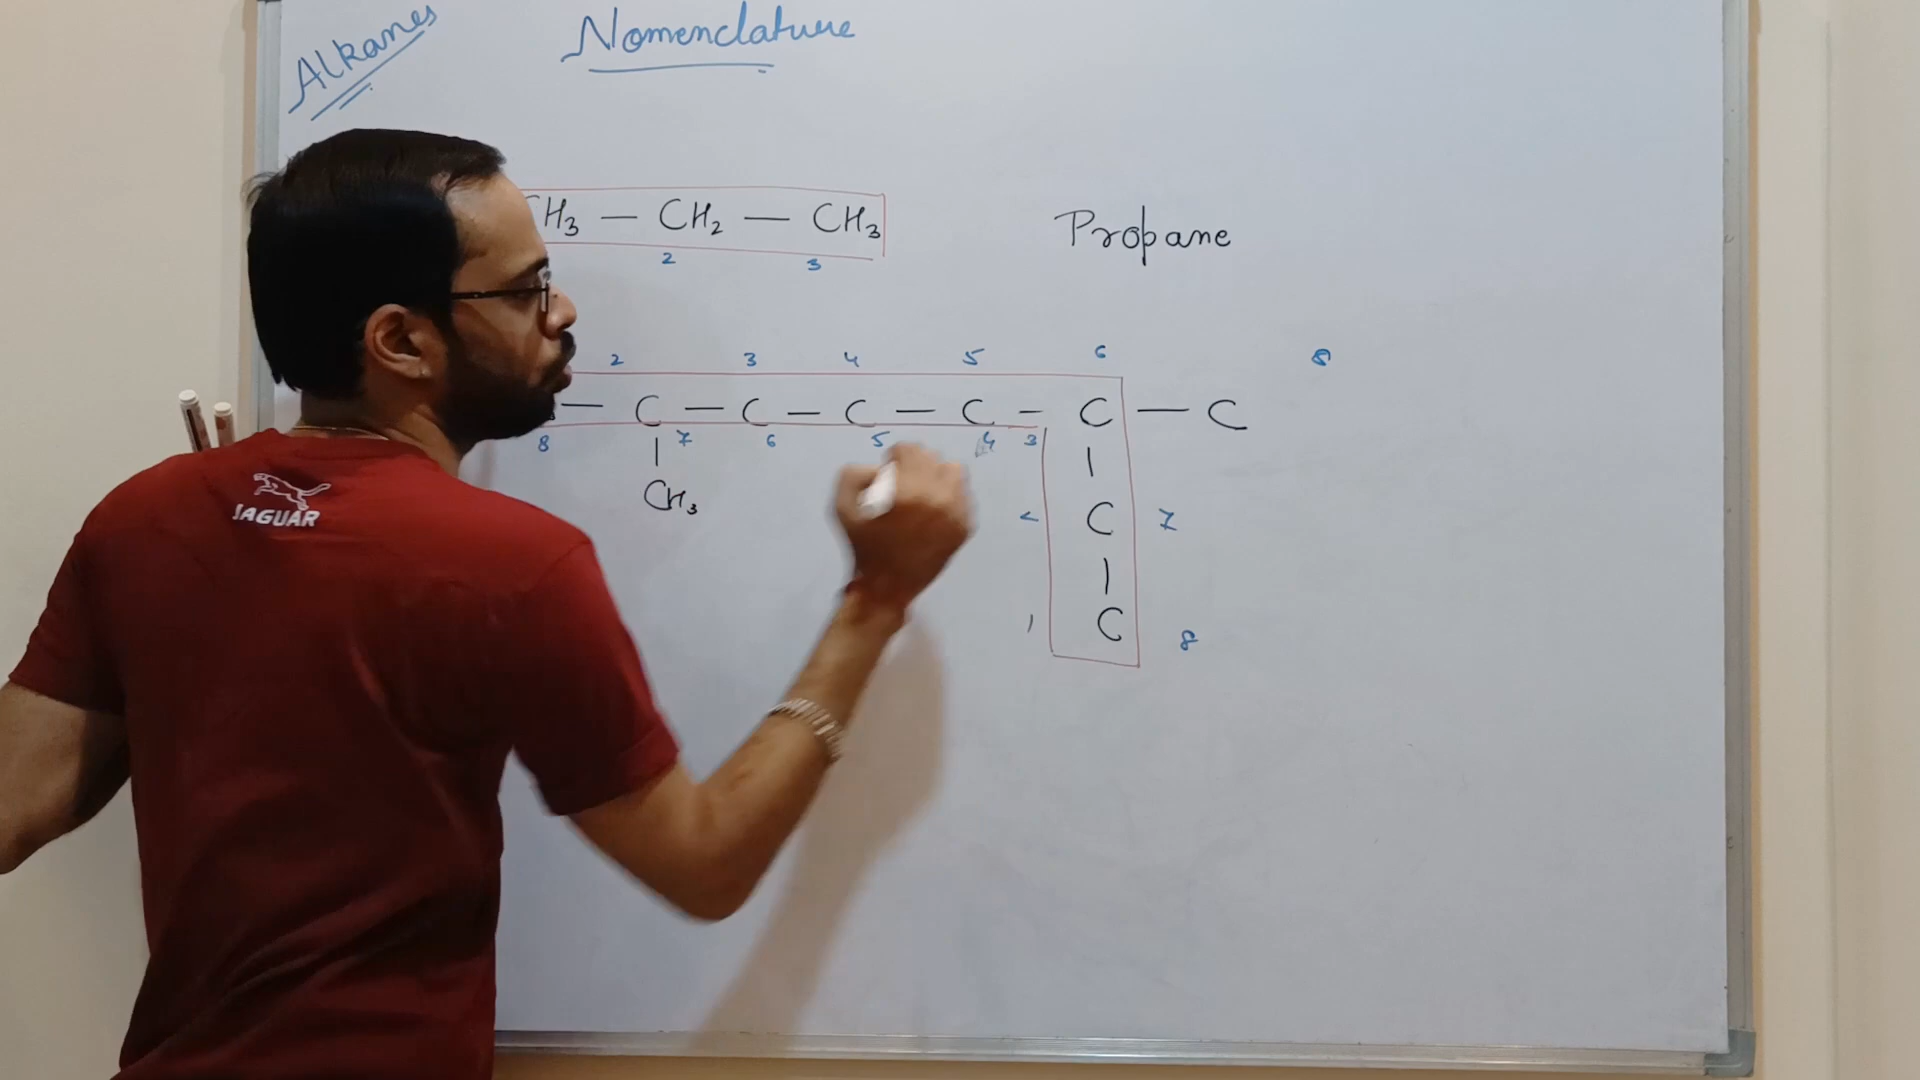 Alkanes
Nomenclature
H3 — CH2 — CH3
Propane
2 3
2 3 4 5 6 8
— C — C — C — C — C — C
8 7 6 5 4 3
CH3
C 7
C 8
JAGUAR